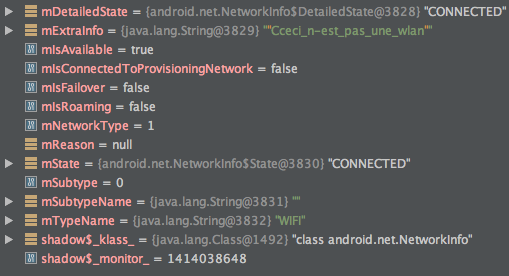 mDetailedState = {android.net.NetworkInfo$DetailedState@3828} "CONNECTED"
mExtraInfo = {java.lang.String@3829} ""Cceci_n-est_pas_une_wlan""
mIsAvailable = true
mIsConnectedToProvisioningNetwork = false
mIsFailover = false
mIsRoaming = false
mNetworkType = 1
mReason = null
mState = {android.net.NetworkInfo$State@3830} "CONNECTED"
mSubtype = 0
mSubtypeName = {java.lang.String@3831} ""
mTypeName = {java.lang.String@3832} "WIFI"
shadow$_klass_ = {java.lang.Class@1492} "class android.net.NetworkInfo"
shadow$_monitor_ = 1414038648